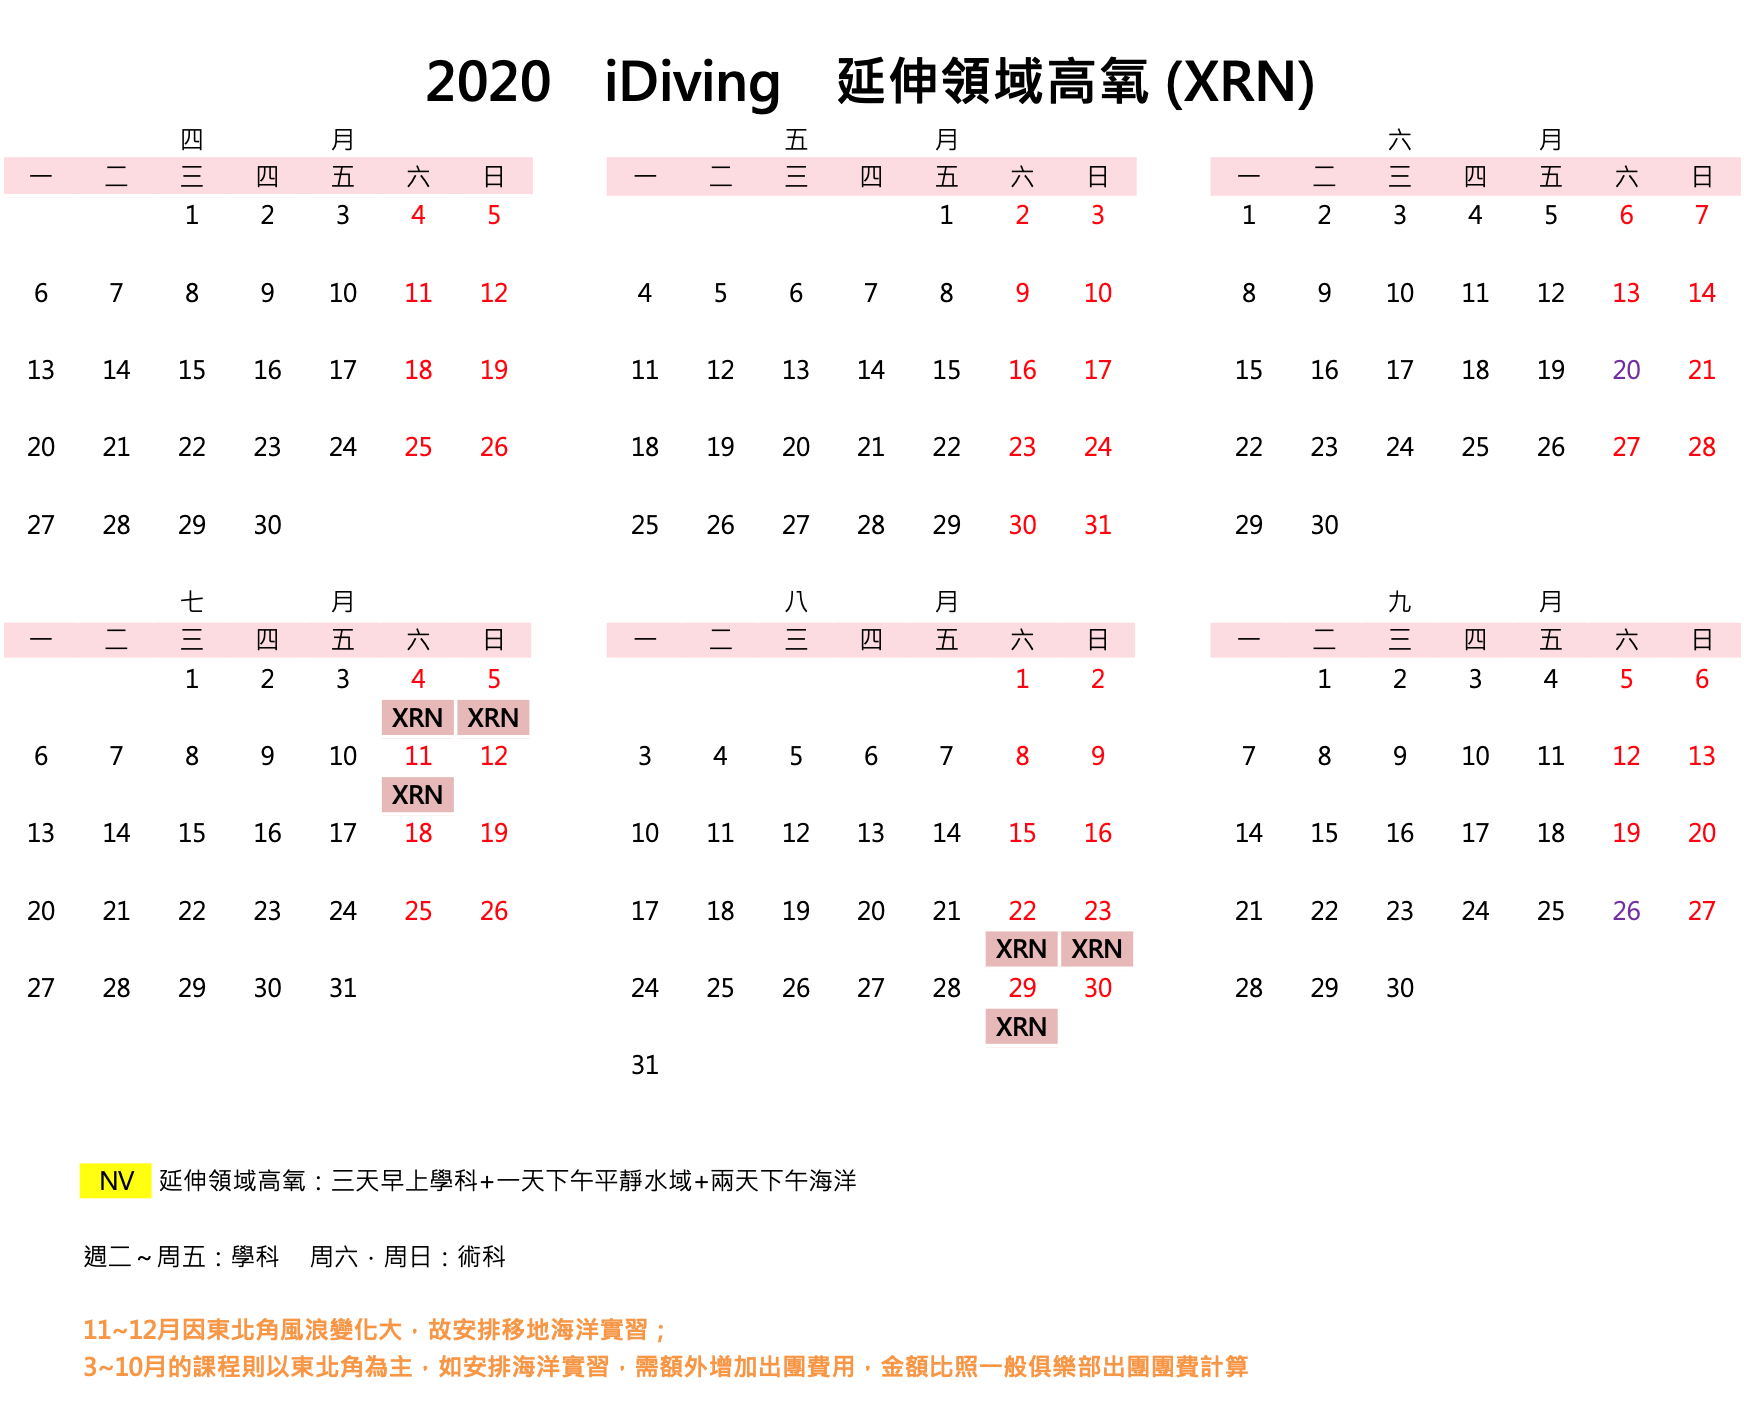 2020 iDiving 延伸領域高氧 (XRN)
四 月 五 月 六 月
一 二 三 四 五 六 日 一 二 三 四 五 六 日 一 二 三 四 五 六 日
1 2 3 4 5 1 2 3 1 2 3 4 5 6 7
6 7 8 9 10 11 12 4 5 6 7 8 9 10 8 9 10 11 12 13 14
13 14 15 16 17 18 19 11 12 13 14 15 16 17 15 16 17 18 19 20 21
20 21 22 23 24 25 26 18 19 20 21 22 23 24 22 23 24 25 26 27 28
27 28 29 30 25 26 27 28 29 30 31 29 30
七 月 八 月 九 月
一 二 三 四 五 六 日 一 二 三 四 五 六 日 一 二 三 四 五 六 日
1 2 3 4 5 1 2 1 2 3 4 5 6
XRN XRN
6 7 8 9 10 11 12 3 4 5 6 7 8 9 7 8 9 10 11 12 13
XRN
13 14 15 16 17 18 19 10 11 12 13 14 15 16 14 15 16 17 18 19 20
20 21 22 23 24 25 26 17 18 19 20 21 22 23 21 22 23 24 25 26 27
XRN XRN
27 28 29 30 31 24 25 26 27 28 29 30 28 29 30
XRN
31
NV 延伸領域高氧：三天早上學科+一天下午平靜水域+兩天下午海洋
週二～周五：學科 周六．周日：術科
11~12月因東北角風浪變化大，故安排移地海洋實習；
3~10月的課程則以東北角為主，如安排海洋實習，需額外增加出團費用，金額比照一般俱樂部出團團費計算